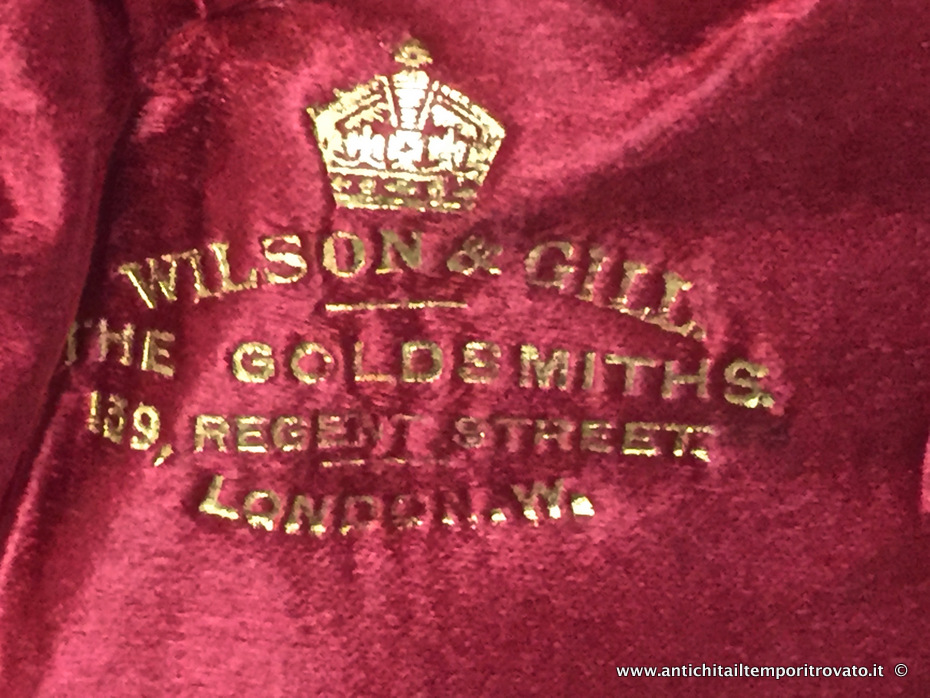 WILSON & GILL.
THE GOLDSMITHS.
139, REGENT STREET.
LONDON.W.
www.antichitailtemporitrovato.it ©